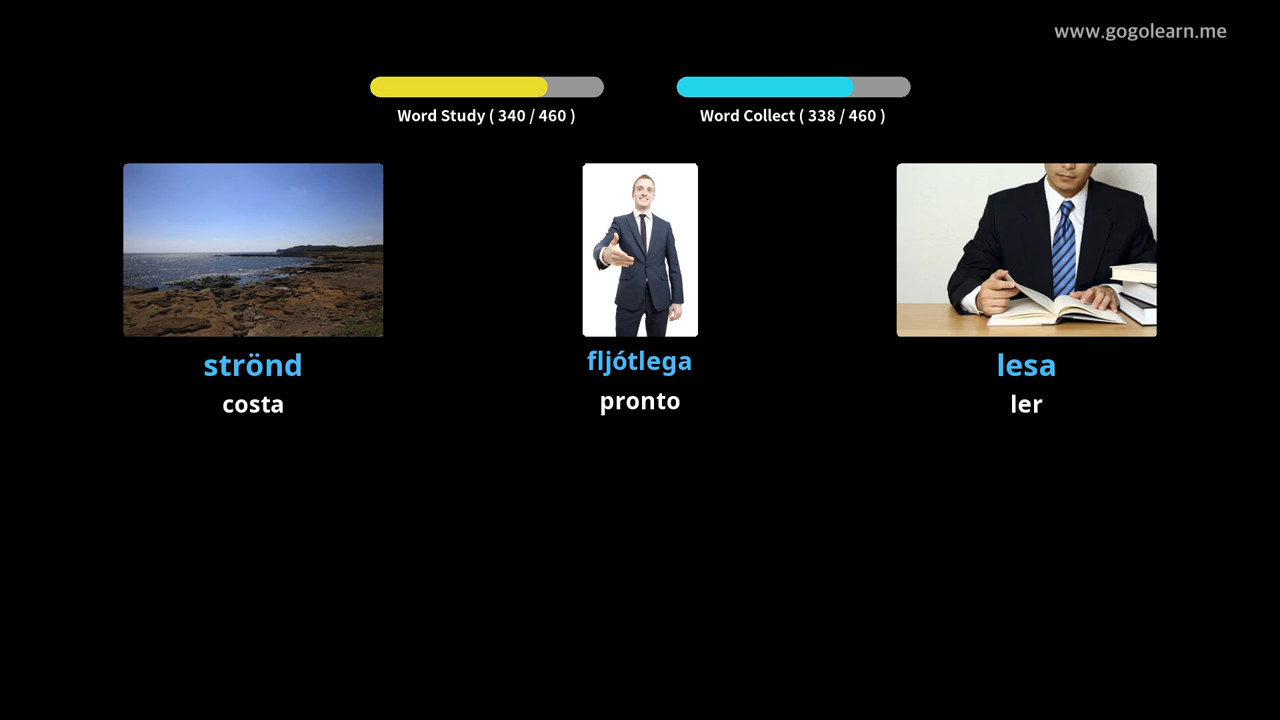 www.gogolearn.me
Word Study ( 340 / 460 )
Word Collect ( 338 / 460 )
strönd
costa
fljótlega
pronto
lesa
ler